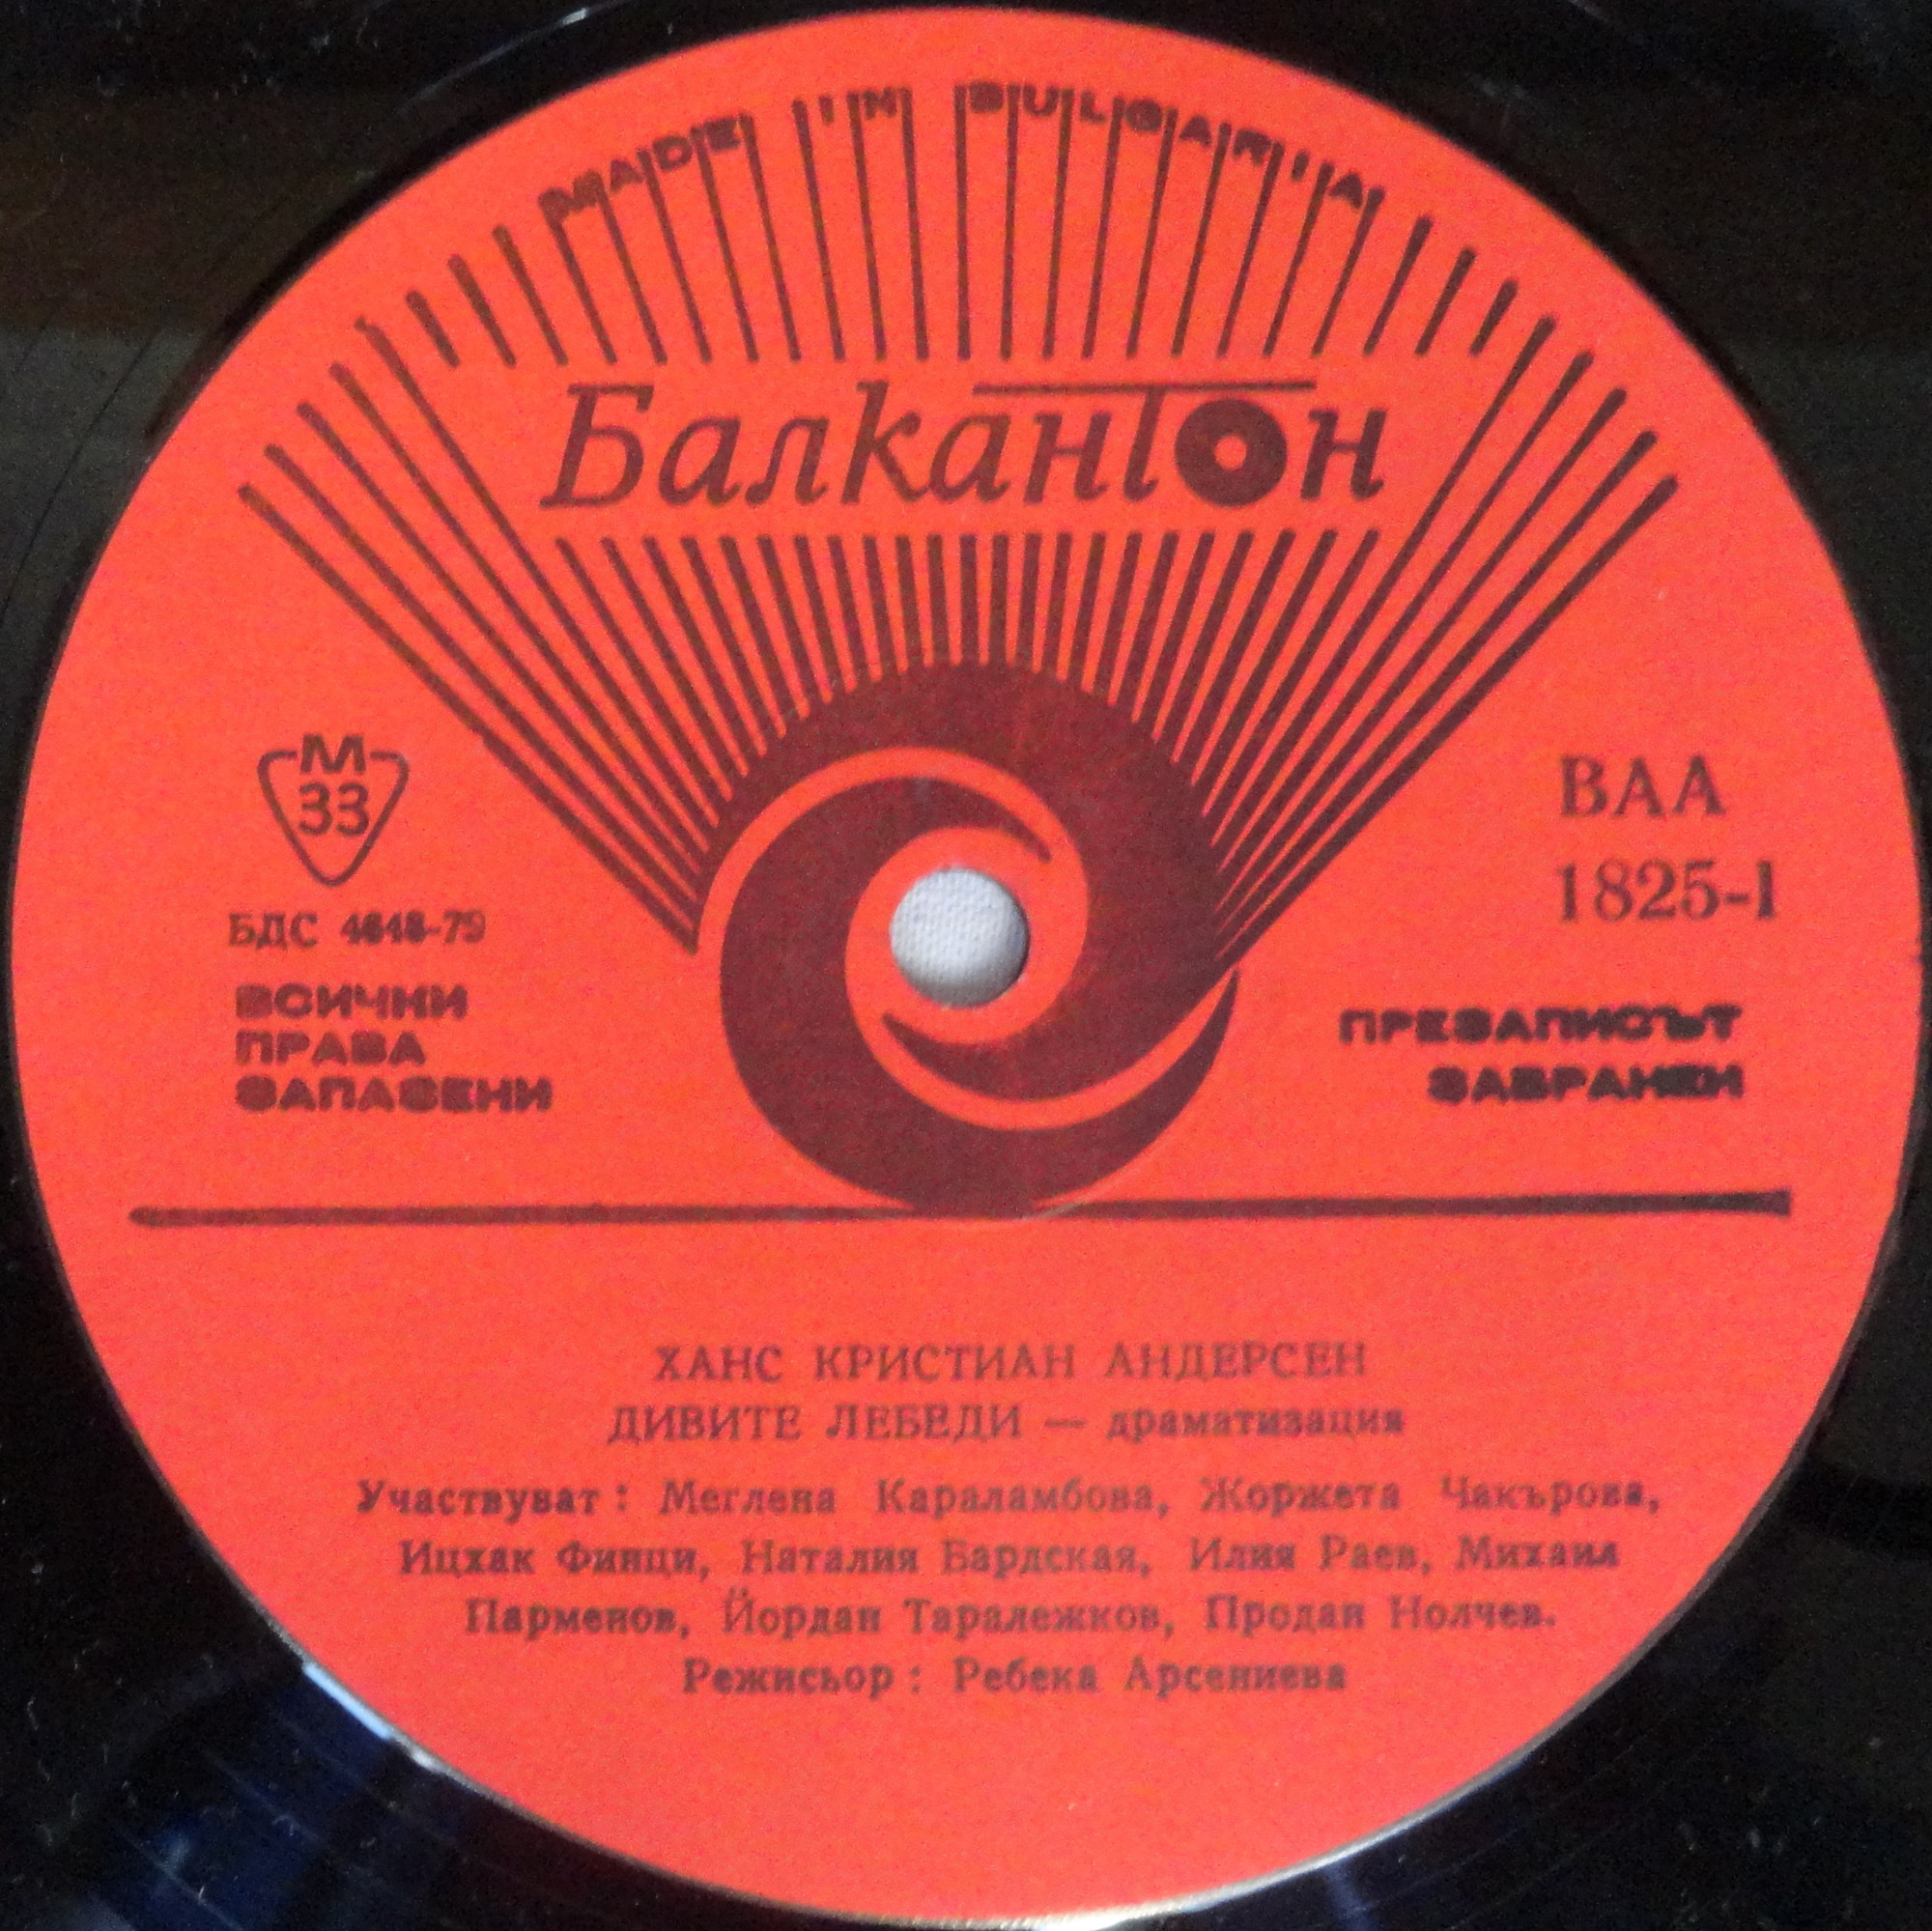 MADE IN BULGARIA
Балкантон
М
33
БДС 4648-79
ВСИЧКИ
ПРАВА
ЗАПАЗЕНИ
ВАА
1825-1
ПРЕЗАПИСЪТ
ЗАБРАНЕН
ХАНС КРИСТИАН АНДЕРСЕН
ДИВИТЕ ЛЕБЕДИ — драматизация
Участвуват: Меглена Караламбова, Жоржета Чакърова,
Ицхак Финци, Наталия Бардская, Илия Раев, Михаил
Парменов, Йордан Таралежков, Продан Нолчев.
Режисьор: Ребека Арсениева